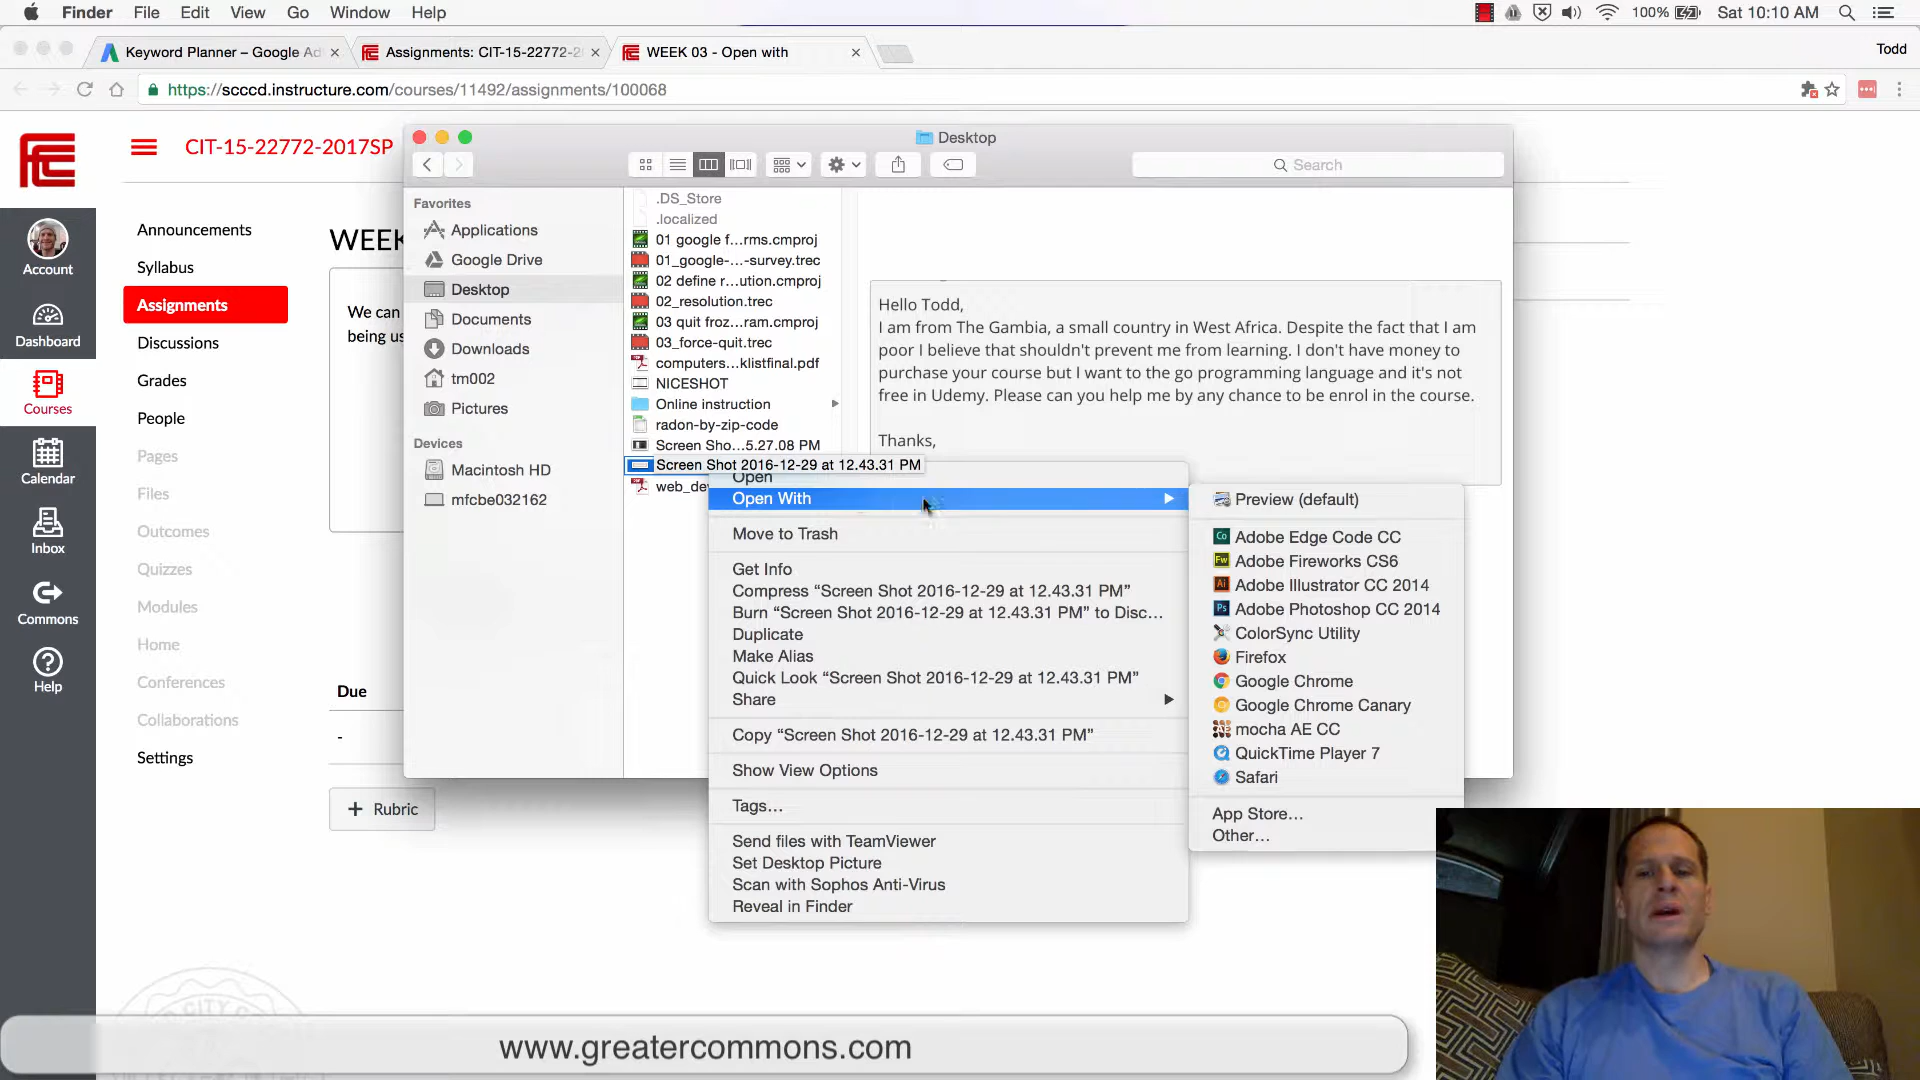 Finder File Edit View Go Window Help 100% Sat 10:10 AM
Keyword Planner – Google Ad
Assignments: CIT-15-22772-2
WEEK 03 - Open with
Todd
https://scccd.instructure.com/courses/11492/assignments/100068
CIT-15-22772-2017SP
Account
Dashboard
Courses
Calendar
Inbox
Commons
Help
Announcements
Syllabus
Assignments
Discussions
Grades
People
Pages
Files
Outcomes
Quizzes
Modules
Home
Conferences
Collaborations
Settings
WEEK
We can
being us
Due
-
+ Rubric
Desktop
Search
Favorites
Applications
Google Drive
Desktop
Documents
Downloads
tm002
Pictures
Devices
Macintosh HD
mfcbe032162
.DS_Store
.localized
01 google f...rms.cmproj
01_google-...-survey.trec
02 define r...ution.cmproj
02_resolution.trec
03 quit froz...ram.cmproj
03_force-quit.trec
computers...klistfinal.pdf
NICESHOT
Online instruction
radon-by-zip-code
Screen Sho...5.27.08 PM
Screen Shot 2016-12-29 at 12.43.31 PM
web_de
Hello Todd,
I am from The Gambia, a small country in West Africa. Despite the fact that I am
poor I believe that shouldn't prevent me from learning. I don't have money to
purchase your course but I want to the go programming language and it's not
free in Udemy. Please can you help me by any chance to be enrol in the course.
Thanks,
Open
Open With
Move to Trash
Get Info
Compress “Screen Shot 2016-12-29 at 12.43.31 PM”
Burn “Screen Shot 2016-12-29 at 12.43.31 PM” to Disc...
Duplicate
Make Alias
Quick Look “Screen Shot 2016-12-29 at 12.43.31 PM”
Share
Copy “Screen Shot 2016-12-29 at 12.43.31 PM”
Show View Options
Tags...
Send files with TeamViewer
Set Desktop Picture
Scan with Sophos Anti-Virus
Reveal in Finder
Preview (default)
Co Adobe Edge Code CC
Fw Adobe Fireworks CS6
Ai Adobe Illustrator CC 2014
Ps Adobe Photoshop CC 2014
ColorSync Utility
Firefox
Google Chrome
Google Chrome Canary
mocha AE CC
QuickTime Player 7
Safari
App Store...
Other...
www.greatercommons.com